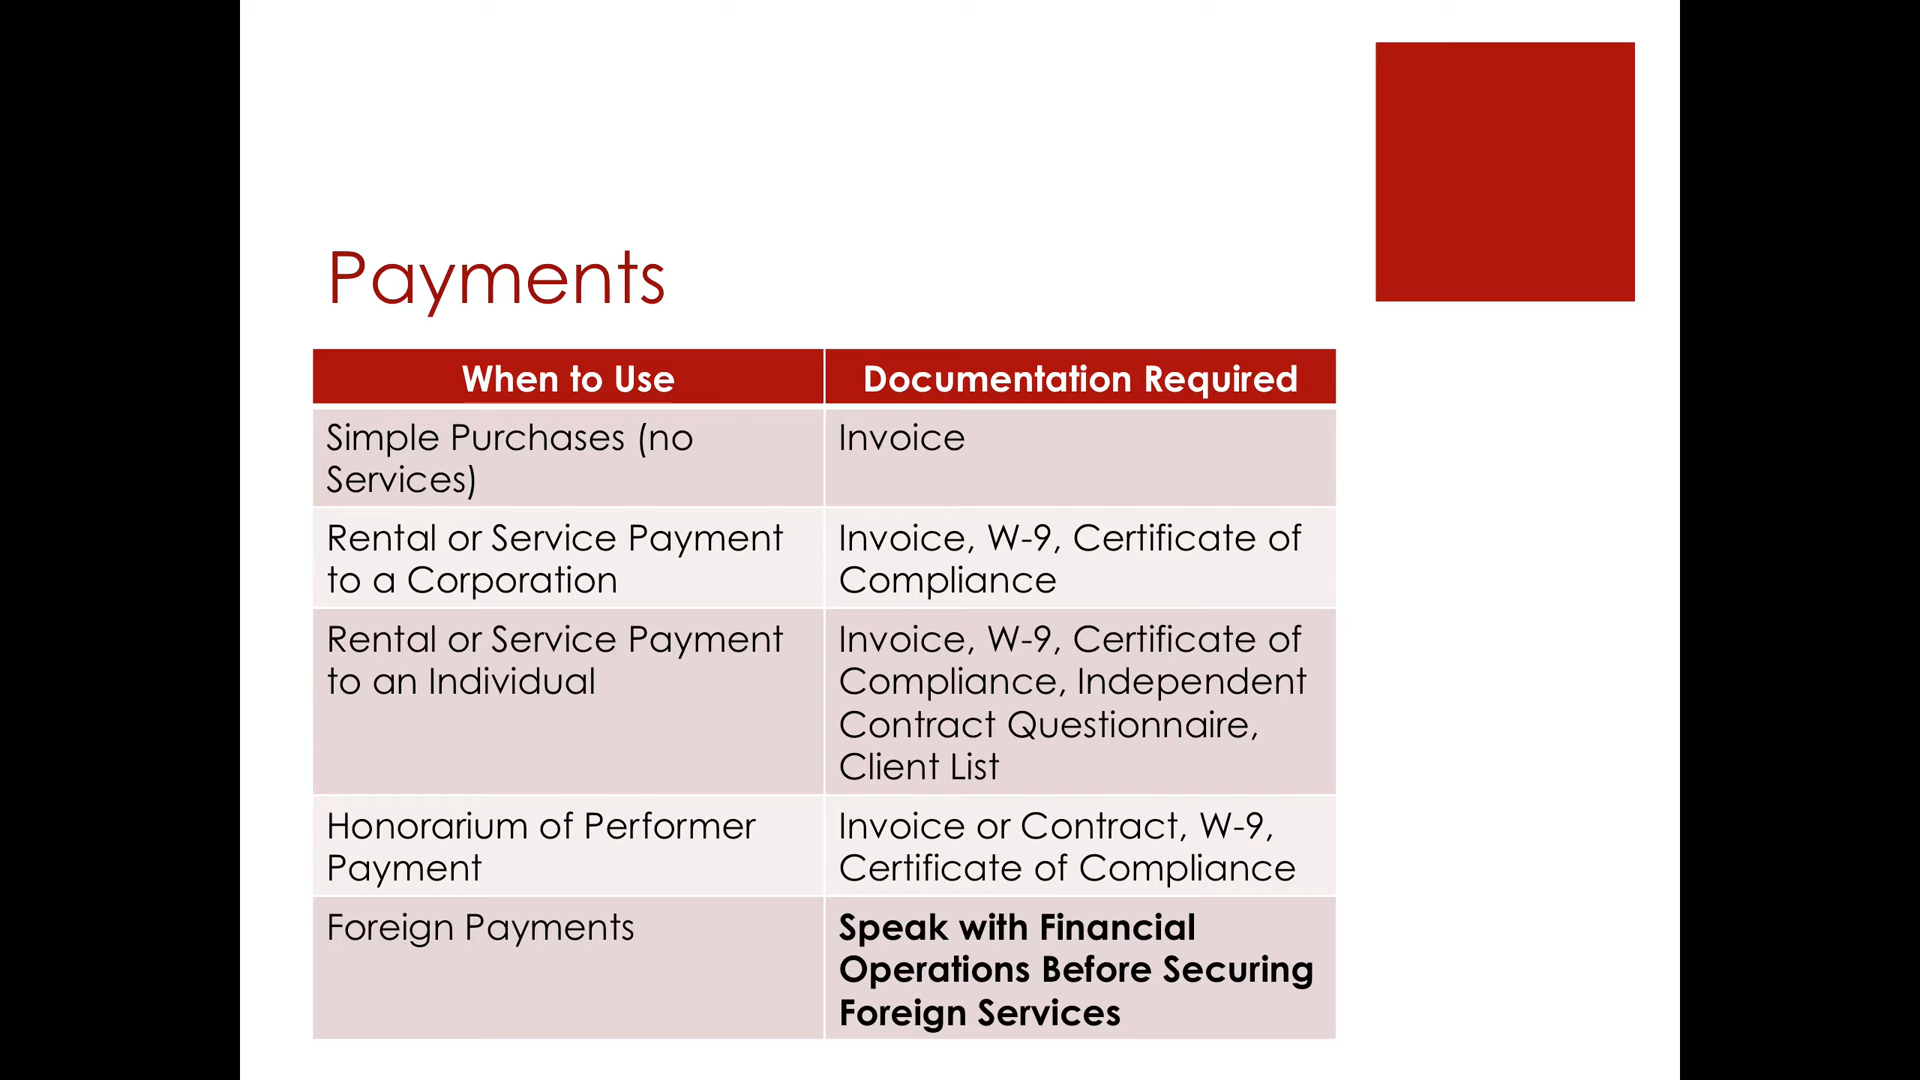 Payments
When to Use
Documentation Required
Simple Purchases (no
Services)
Invoice
Rental or Service Payment
to a Corporation
Invoice, W-9, Certificate of
Compliance
Rental or Service Payment
to an Individual
Invoice, W-9, Certificate of
Compliance, Independent
Contract Questionnaire,
Client List
Honorarium of Performer
Payment
Invoice or Contract, W-9,
Certificate of Compliance
Foreign Payments
Speak with Financial
Operations Before Securing
Foreign Services